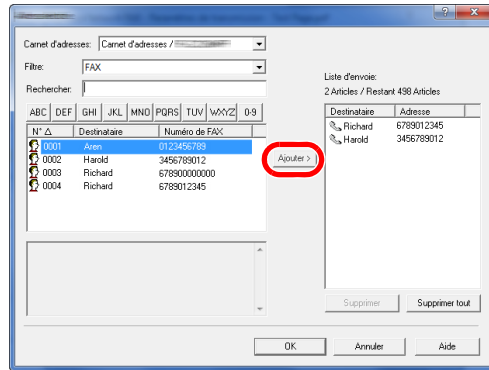 Carnet d'adresses: Carnet d'adresses /
Filtre: FAX
Rechercher:
ABC DEF GHI JKL MNO PQRS TUV WXYZ 0-9
N° Δ Destinataire Numéro de FAX
0001 Aren 0123456789
0002 Harold 3456789012
0003 Richard 678900000000
0004 Richard 6789012345
Ajouter >
Liste d'envoie:
2 Articles / Restant 498 Articles
Destinataire Adresse
Richard 6789012345
Harold 3456789012
Supprimer Supprimer tout
OK Annuler Aide